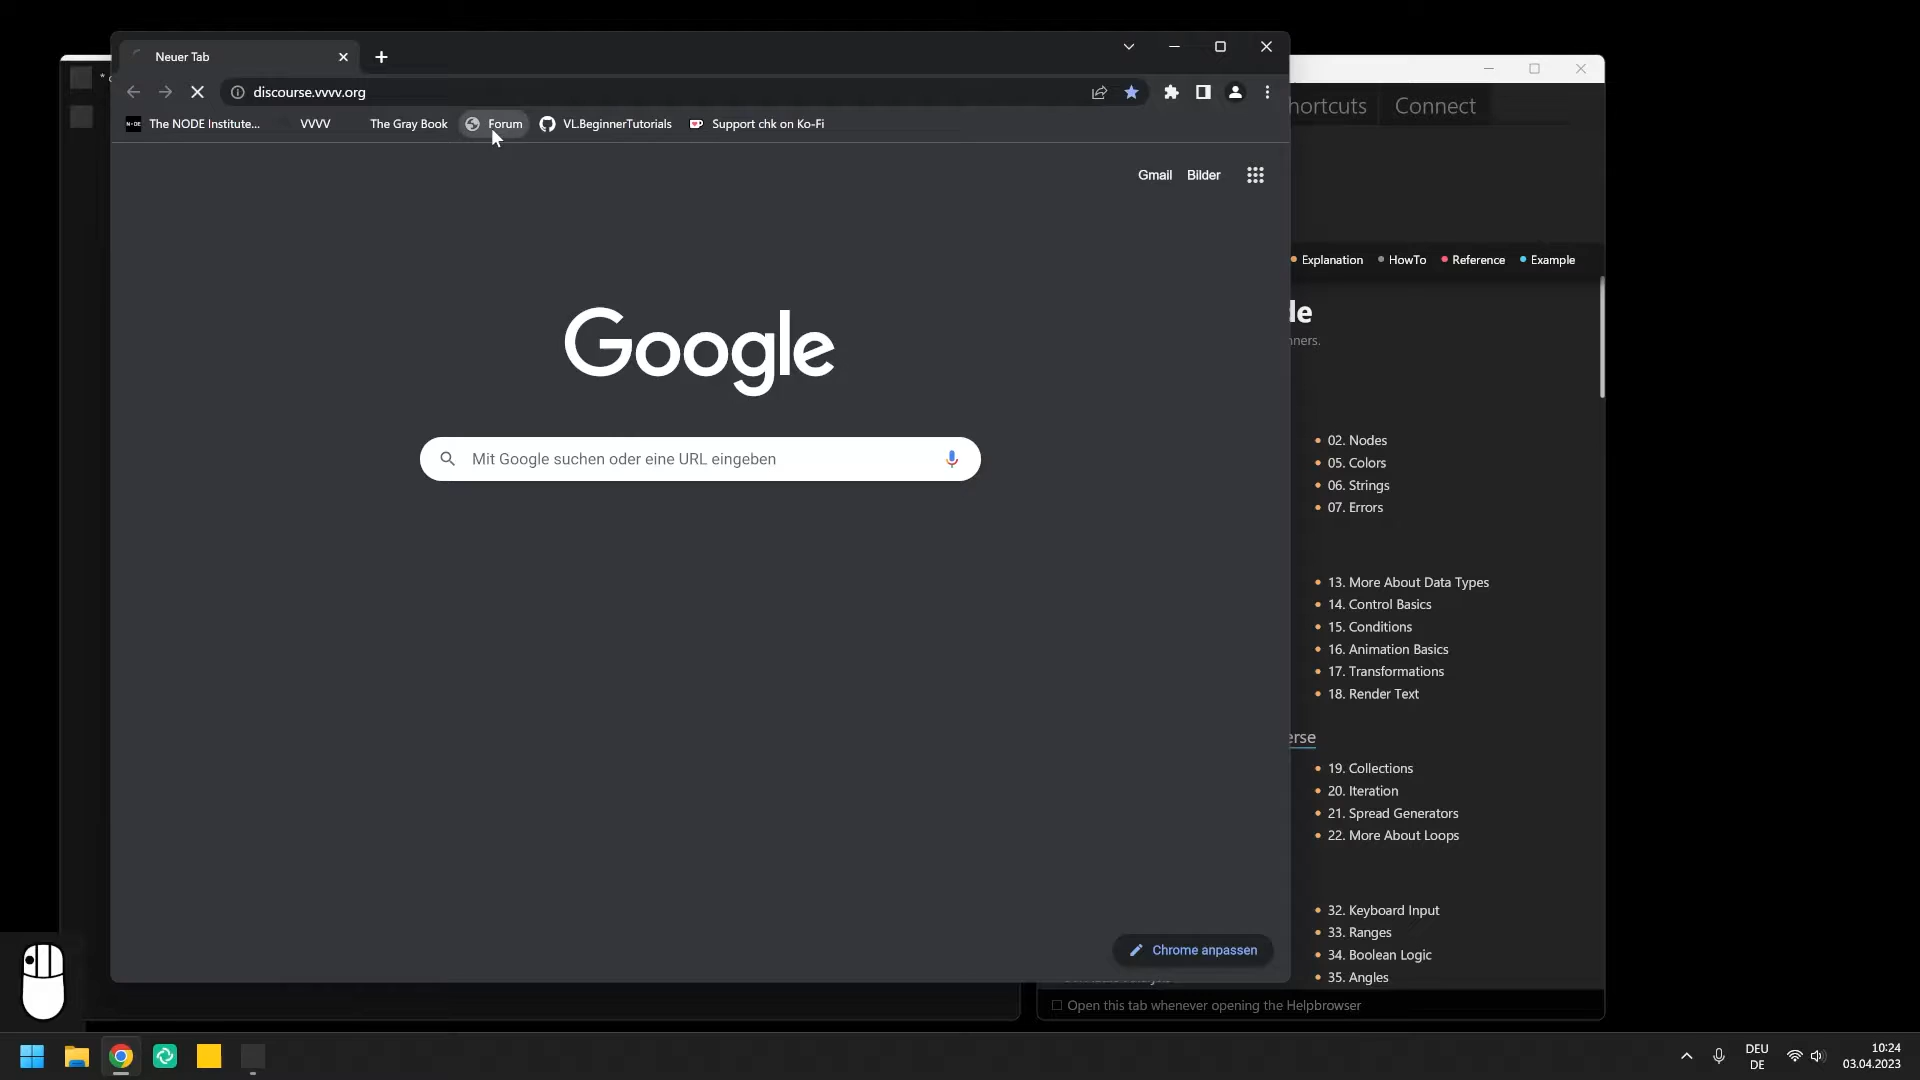 Neuer Tab
discourse.vvvv.org
The NODE Institute...
VVVV
The Gray Book
Forum
VL.BeginnerTutorials
Support chk on Ko-Fi
Gmail
Bilder
Google
Mit Google suchen oder eine URL eingeben
Chrome anpassen
Connect
Explanation
HowTo
Reference
Example
02. Nodes
05. Colors
06. Strings
07. Errors
13. More About Data Types
14. Control Basics
15. Conditions
16. Animation Basics
17. Transformations
18. Render Text
19. Collections
20. Iteration
21. Spread Generators
22. More About Loops
32. Keyboard Input
33. Ranges
34. Boolean Logic
35. Angles
Open this tab whenever opening the Helpbrowser
DEU
DE
10:24
03.04.2023